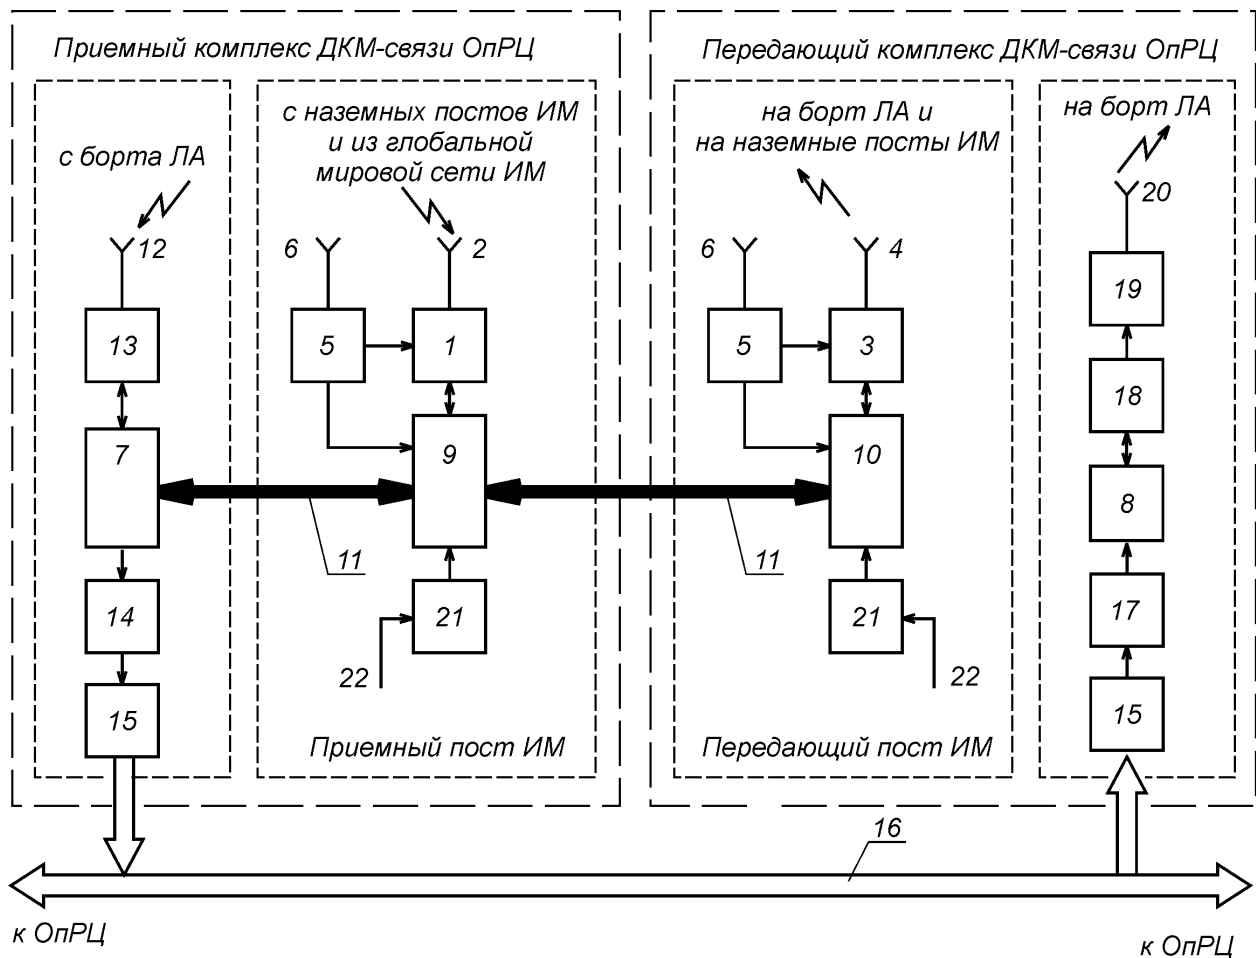 Приемный комплекс ДКМ-связи ОпРЦ
с борта ЛА
12
13
7
14
15
с наземных постов ИМ
и из глобальной
мировой сети ИМ
6
2
5
1
9
11
21
22
Приемный пост ИМ
Передающий комплекс ДКМ-связи ОпРЦ
на борт ЛА и
на наземные посты ИМ
6
4
5
3
10
11
21
22
Передающий пост ИМ
на борт ЛА
20
19
18
8
17
15
16
к ОпРЦ
к ОпРЦ